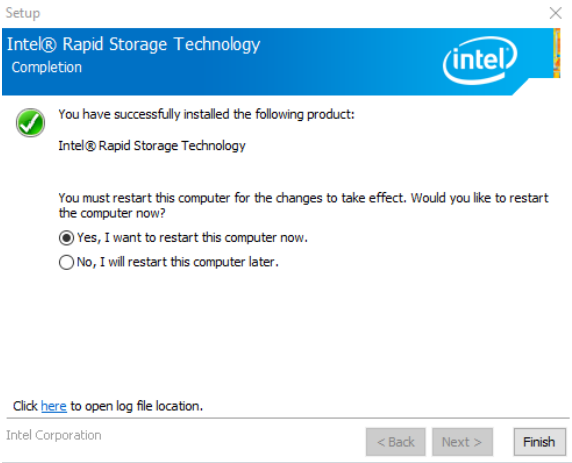 Setup
Intel® Rapid Storage Technology
Completion
intel
You have successfully installed the following product:
Intel® Rapid Storage Technology
You must restart this computer for the changes to take effect. Would you like to restart
the computer now?
Yes, I want to restart this computer now.
No, I will restart this computer later.
Click here to open log file location.
Intel Corporation
< Back Next > Finish